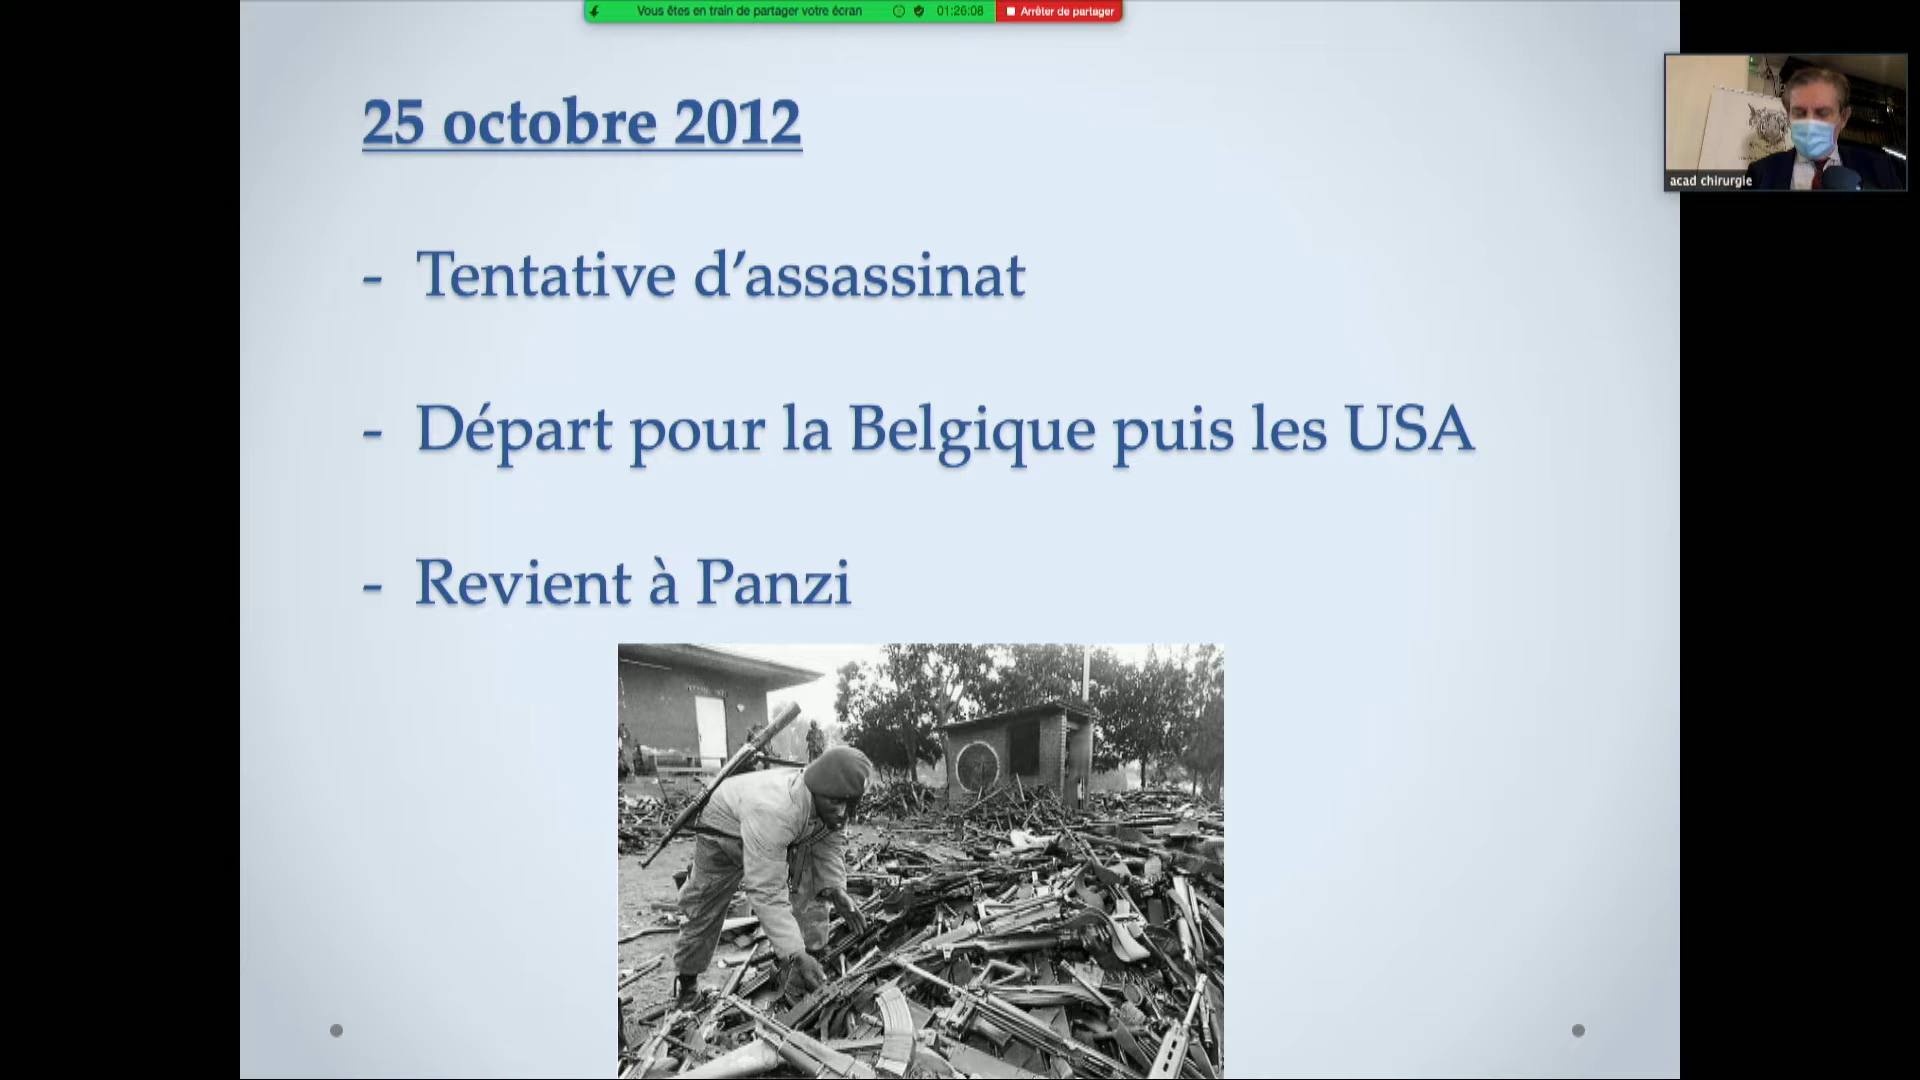 Vous êtes en train de partager votre écran
01:26:08
Arrêter de partager
25 octobre 2012
acad chirurgie
- Tentative d’assassinat
- Départ pour la Belgique puis les USA
- Revient à Panzi